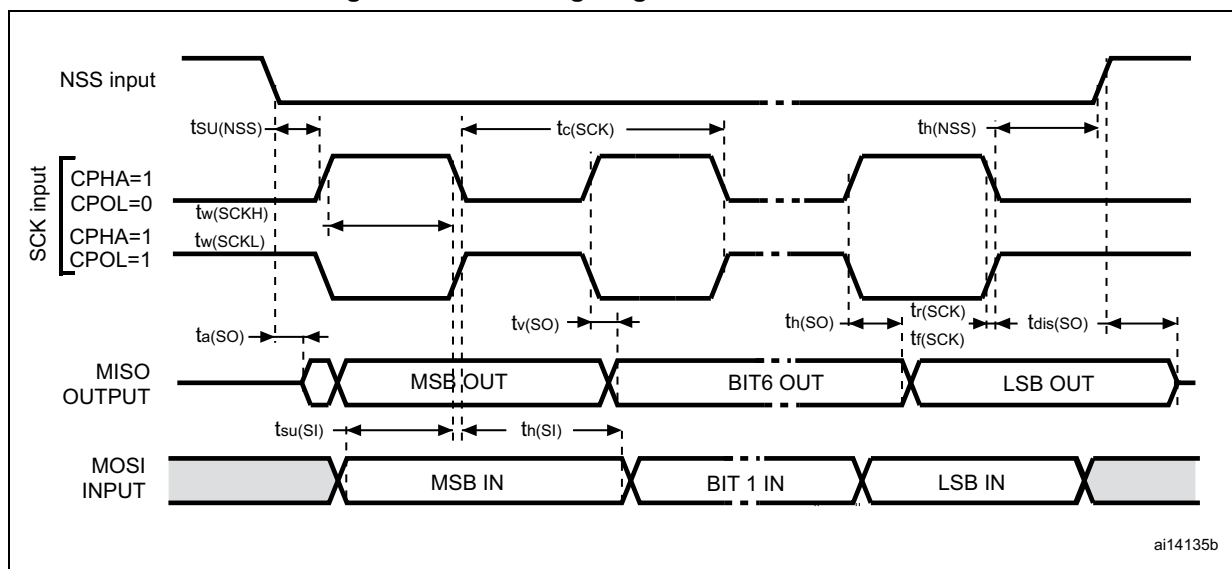 NSS input
tSU(NSS)
tc(SCK)
th(NSS)
SCK input
CPHA=1
CPOL=0
tw(SCKH)
CPHA=1
tw(SCKL)
CPOL=1
ta(SO)
tv(SO)
th(SO)
tr(SCK)
tf(SCK)
tdis(SO)
MISO
OUTPUT
MSB OUT
BIT6 OUT
LSB OUT
tsu(SI)
th(SI)
MOSI
INPUT
MSB IN
BIT 1 IN
LSB IN
ai14135b